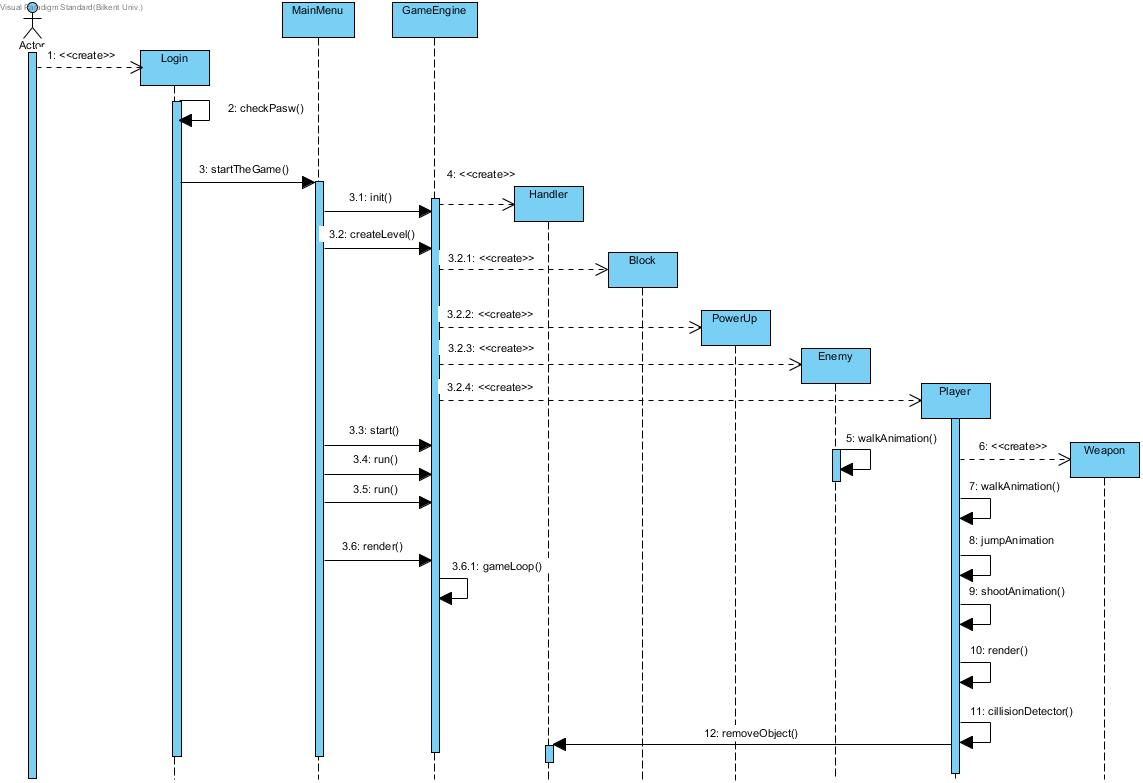 Visual Paradigm Standard(Bilkent Univ.)
MainMenu
GameEngine
Actor
1: <<create>>
Login
2: checkPasw()
3: startTheGame()
4: <<create>>
3.1: init()
Handler
3.2: createLevel()
3.2.1: <<create>>
Block
3.2.2: <<create>>
PowerUp
3.2.3: <<create>>
Enemy
3.2.4: <<create>>
Player
3.3: start()
5: walkAnimation()
6: <<create>>
Weapon
3.4: run()
3.5: run()
7: walkAnimation()
3.6: render()
8: jumpAnimation
3.6.1: gameLoop()
9: shootAnimation()
10: render()
11: cillisionDetector()
12: removeObject()